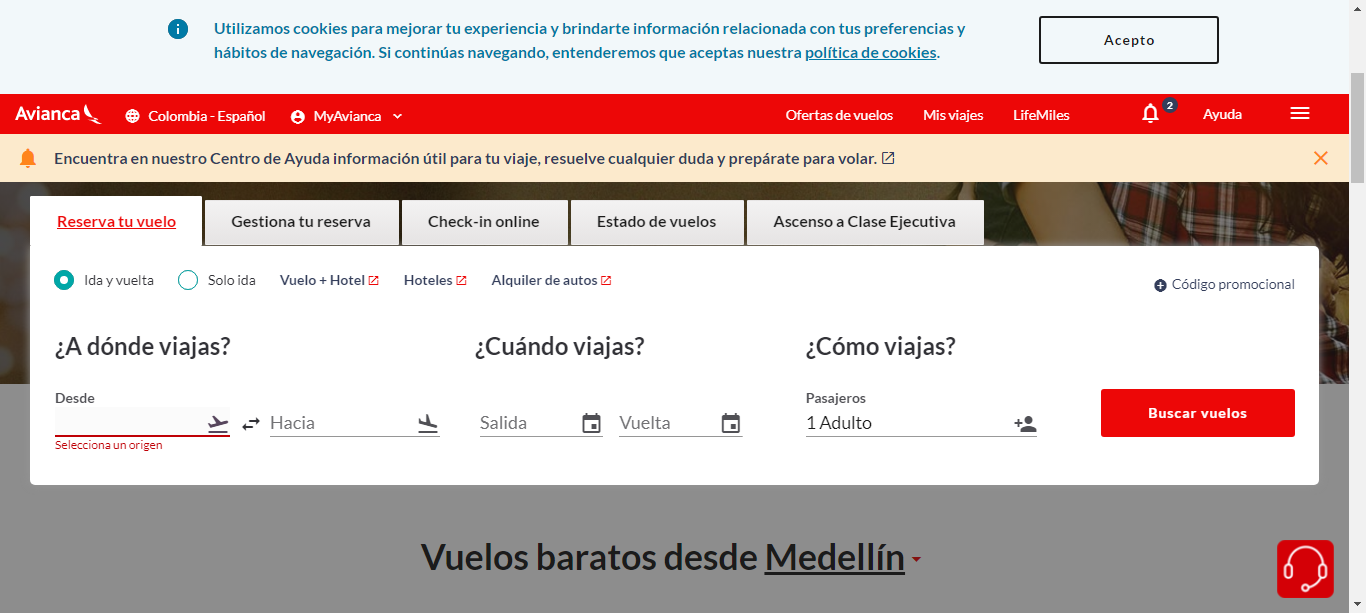 Utilizamos cookies para mejorar tu experiencia y brindarte información relacionada con tus preferencias y
hábitos de navegación. Si continúas navegando, entenderemos que aceptas nuestra política de cookies.
Acepto
Avianca
Colombia - Español
MyAvianca
Ofertas de vuelos
Mis viajes
LifeMiles
2
Ayuda
Encuentra en nuestro Centro de Ayuda información útil para tu viaje, resuelve cualquier duda y prepárate para volar.
Reserva tu vuelo
Gestiona tu reserva
Check-in online
Estado de vuelos
Ascenso a Clase Ejecutiva
Ida y vuelta
Solo ida
Vuelo + Hotel
Hoteles
Alquiler de autos
Código promocional
¿A dónde viajas?
¿Cuándo viajas?
¿Cómo viajas?
Desde
Pasajeros
Hacia
Salida
Vuelta
1 Adulto
Buscar vuelos
Selecciona un origen
Vuelos baratos desde Medellín